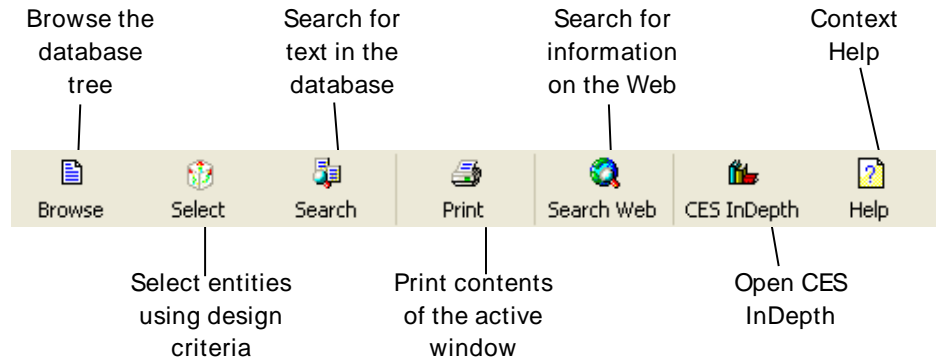 Browse the
database
tree
Search for
text in the
database
Search for
information
on the Web
Context
Help
Browse
Select
Search
Print
Search Web
CES InDepth
Help
Select entities
using design
criteria
Print contents
of the active
window
Open CES
InDepth